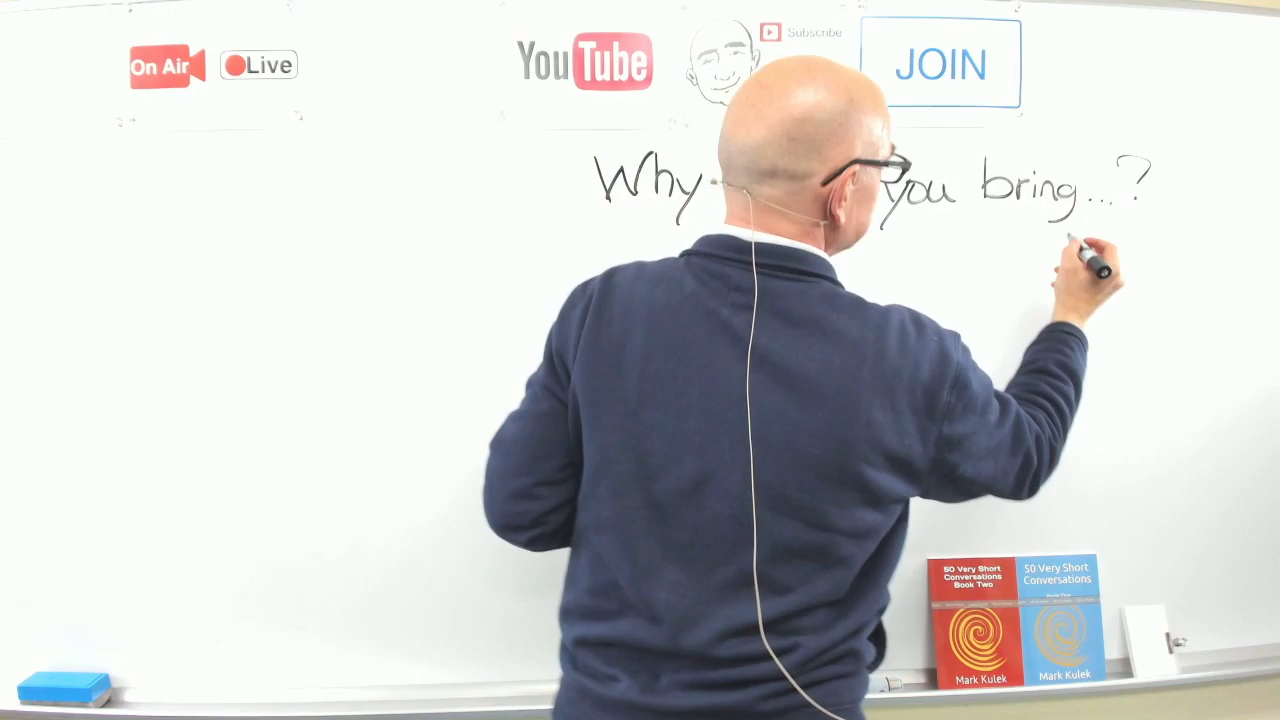 On Air Live YouTube Subscribe JOIN
Why you bring...?
50 Very Short
Conversations
Book Two
Mark Kulek
50 Very Short
Conversations
Mark Kulek